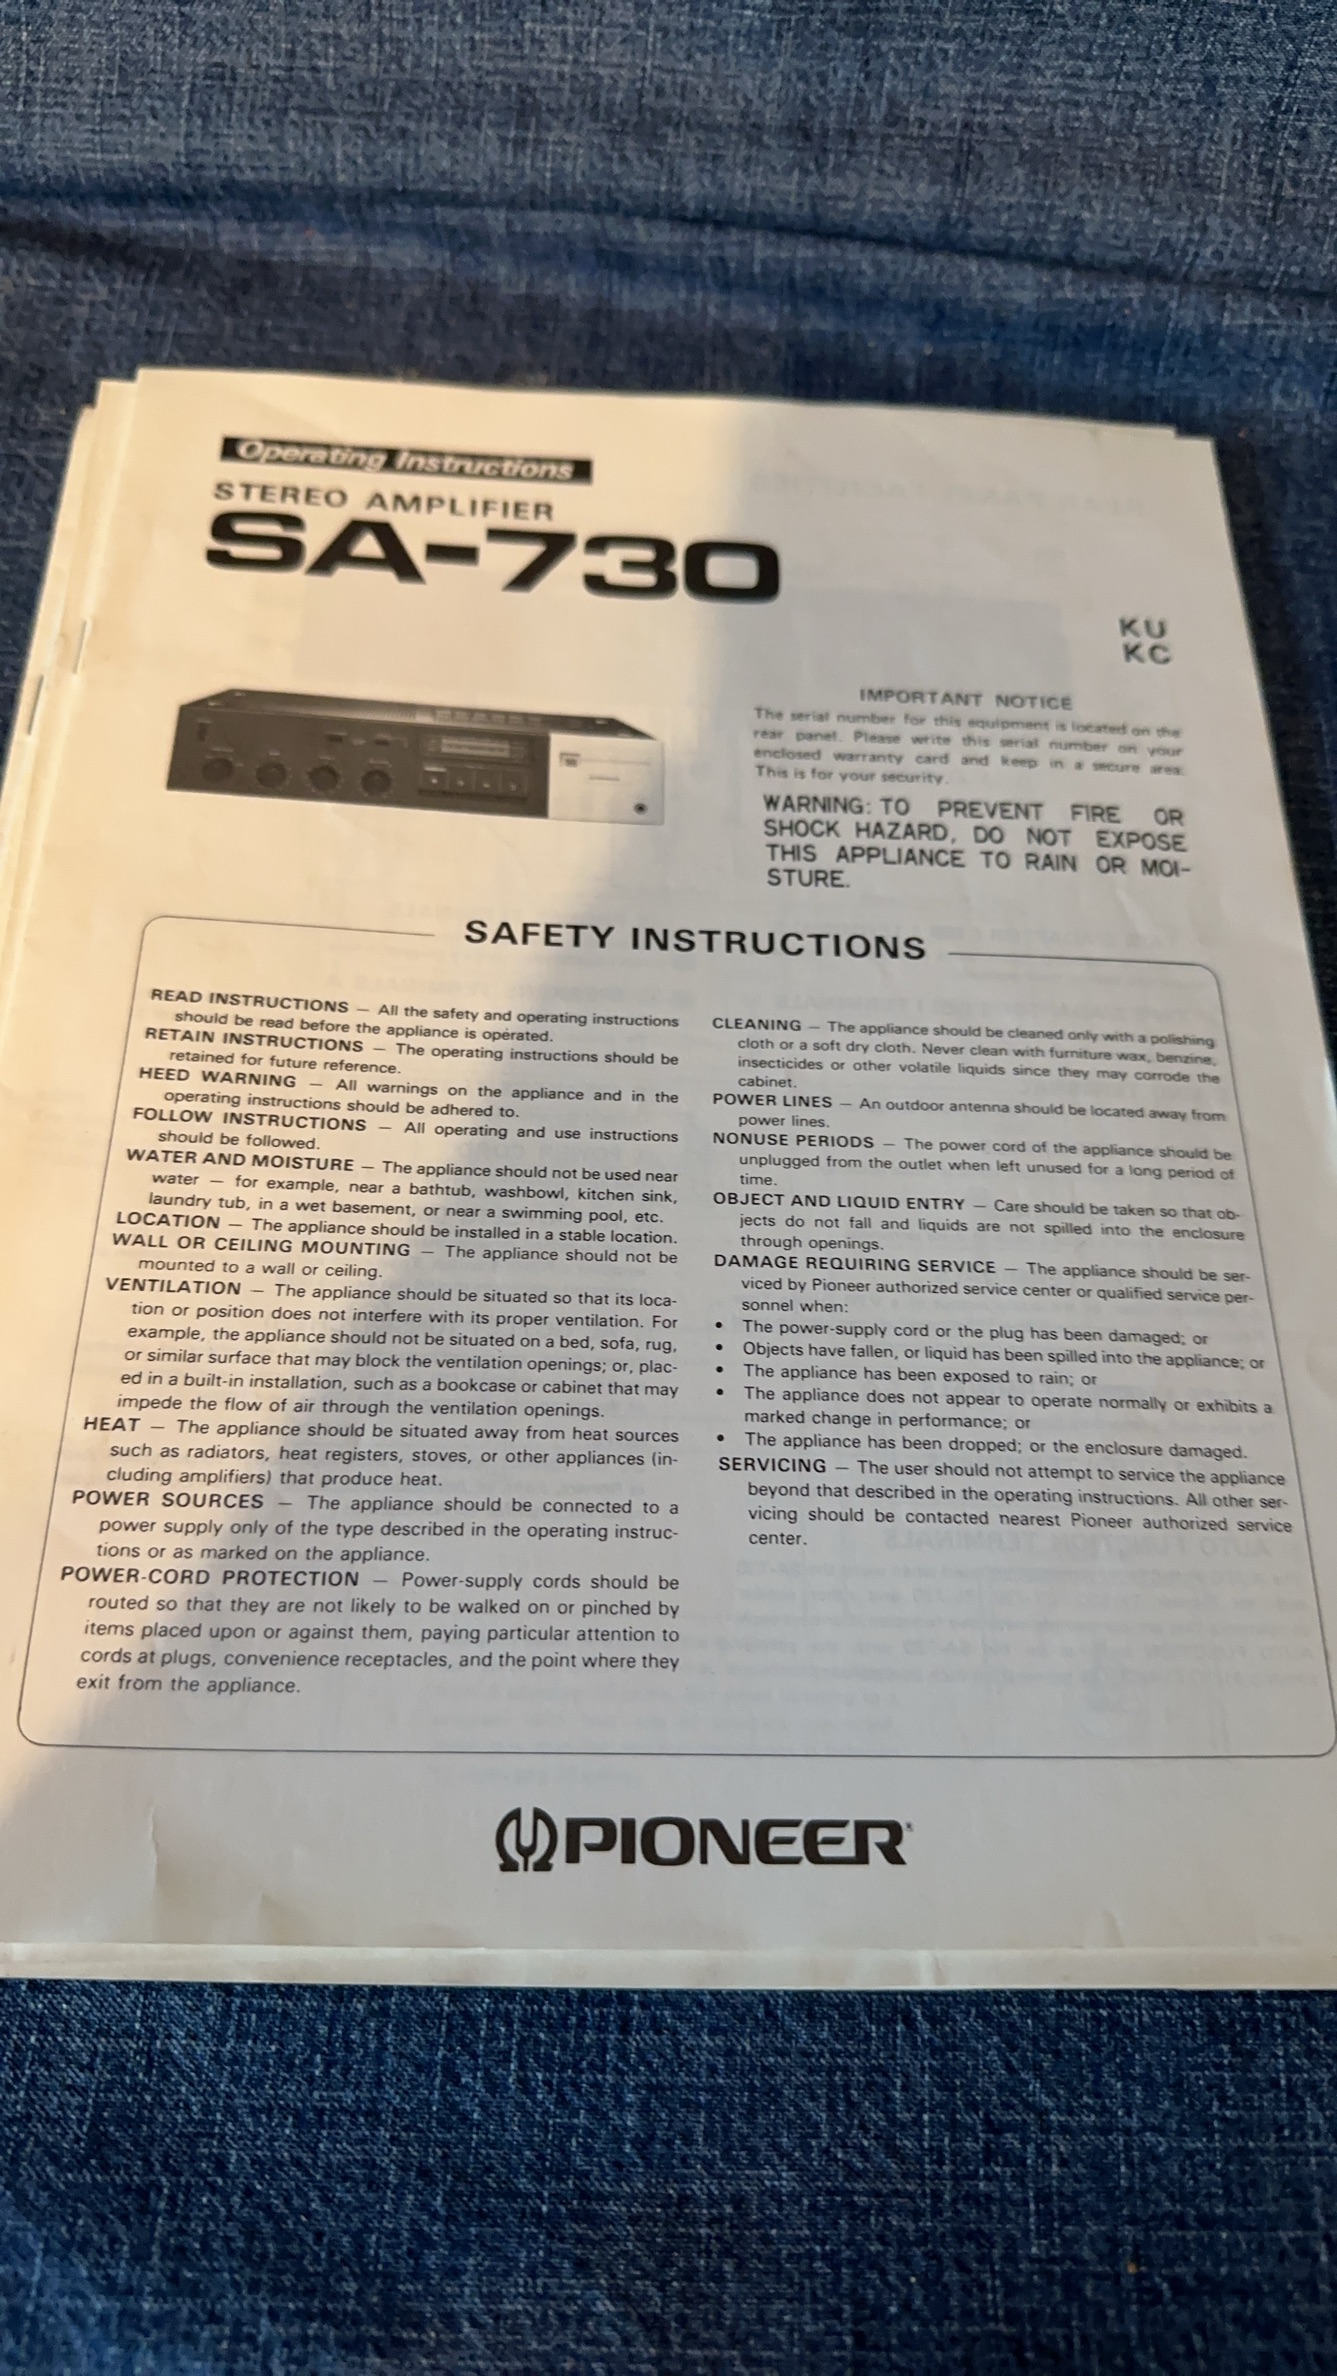 Operating Instructions
STEREO AMPLIFIER
SA-730
KU
KC
IMPORTANT NOTICE
The serial number for this equipment is located on the
rear panel. Please write this serial number on your
enclosed warranty card and keep in a secure area.
This is for your security.
WARNING: TO PREVENT FIRE OR
SHOCK HAZARD, DO NOT EXPOSE
THIS APPLIANCE TO RAIN OR MOI-
STURE.
SAFETY INSTRUCTIONS
READ INSTRUCTIONS — All the safety and operating instructions
should be read before the appliance is operated.
RETAIN INSTRUCTIONS — The operating instructions should be
retained for future reference.
HEED WARNING — All warnings on the appliance and in the
operating instructions should be adhered to.
FOLLOW INSTRUCTIONS — All operating and use instructions
should be followed.
WATER AND MOISTURE — The appliance should not be used near
water — for example, near a bathtub, washbowl, kitchen sink,
laundry tub, in a wet basement, or near a swimming pool, etc.
LOCATION — The appliance should be installed in a stable location.
WALL OR CEILING MOUNTING — The appliance should not be
mounted to a wall or ceiling.
VENTILATION — The appliance should be situated so that its loca-
tion or position does not interfere with its proper ventilation. For
example, the appliance should not be situated on a bed, sofa, rug,
or similar surface that may block the ventilation openings; or, plac-
ed in a built-in installation, such as a bookcase or cabinet that may
impede the flow of air through the ventilation openings.
HEAT — The appliance should be situated away from heat sources
such as radiators, heat registers, stoves, or other appliances (in-
cluding amplifiers) that produce heat.
POWER SOURCES — The appliance should be connected to a
power supply only of the type described in the operating instruc-
tions or as marked on the appliance.
POWER-CORD PROTECTION — Power-supply cords should be
routed so that they are not likely to be walked on or pinched by
items placed upon or against them, paying particular attention to
cords at plugs, convenience receptacles, and the point where they
exit from the appliance.
CLEANING — The appliance should be cleaned only with a polishing
cloth or a soft dry cloth. Never clean with furniture wax, benzine,
insecticides or other volatile liquids since they may corrode the
cabinet.
POWER LINES — An outdoor antenna should be located away from
power lines.
NONUSE PERIODS — The power cord of the appliance should be
unplugged from the outlet when left unused for a long period of
time.
OBJECT AND LIQUID ENTRY — Care should be taken so that ob-
jects do not fall and liquids are not spilled into the enclosure
through openings.
DAMAGE REQUIRING SERVICE — The appliance should be ser-
viced by Pioneer authorized service center or qualified service per-
sonnel when:
• The power-supply cord or the plug has been damaged; or
• Objects have fallen, or liquid has been spilled into the appliance; or
• The appliance has been exposed to rain; or
• The appliance does not appear to operate normally or exhibits a
marked change in performance; or
• The appliance has been dropped; or the enclosure damaged.
SERVICING — The user should not attempt to service the appliance
beyond that described in the operating instructions. All other ser-
vicing should be contacted nearest Pioneer authorized service
center.
PIONEER®